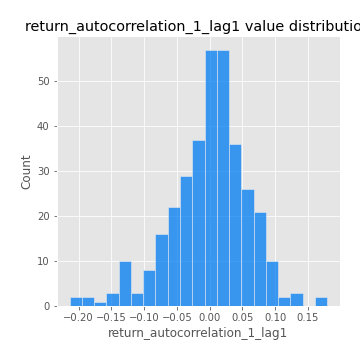 return_autocorrelation_1_lag1 value distributio
50
40
30
20
10
0
Count
−0.20 −0.15 −0.10 −0.05 0.00 0.05 0.10 0.15
return_autocorrelation_1_lag1